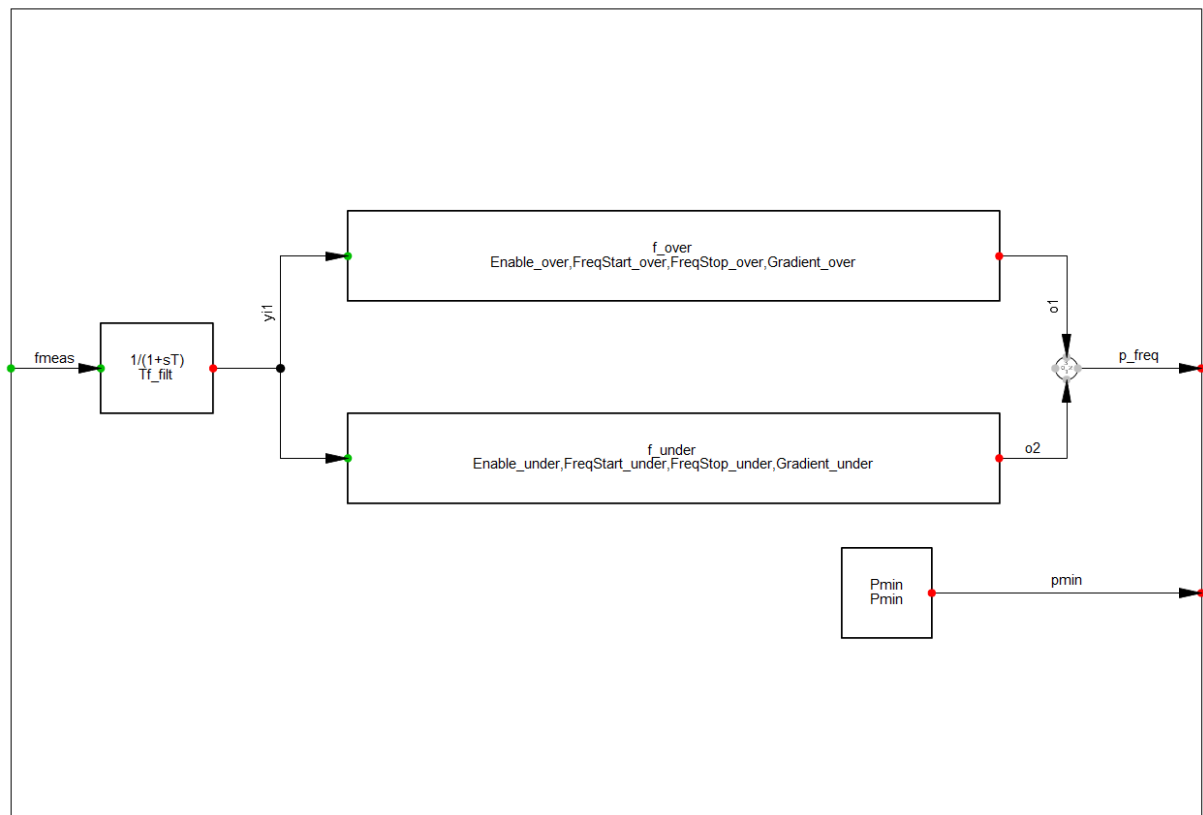 f_over
Enable_over,FreqStart_over,FreqStop_over,Gradient_over
yi1
o1
fmeas
1/(1+sT)
Tf_filt
p_freq
f_under
Enable_under,FreqStart_under,FreqStop_under,Gradient_under
o2
Pmin
Pmin
pmin